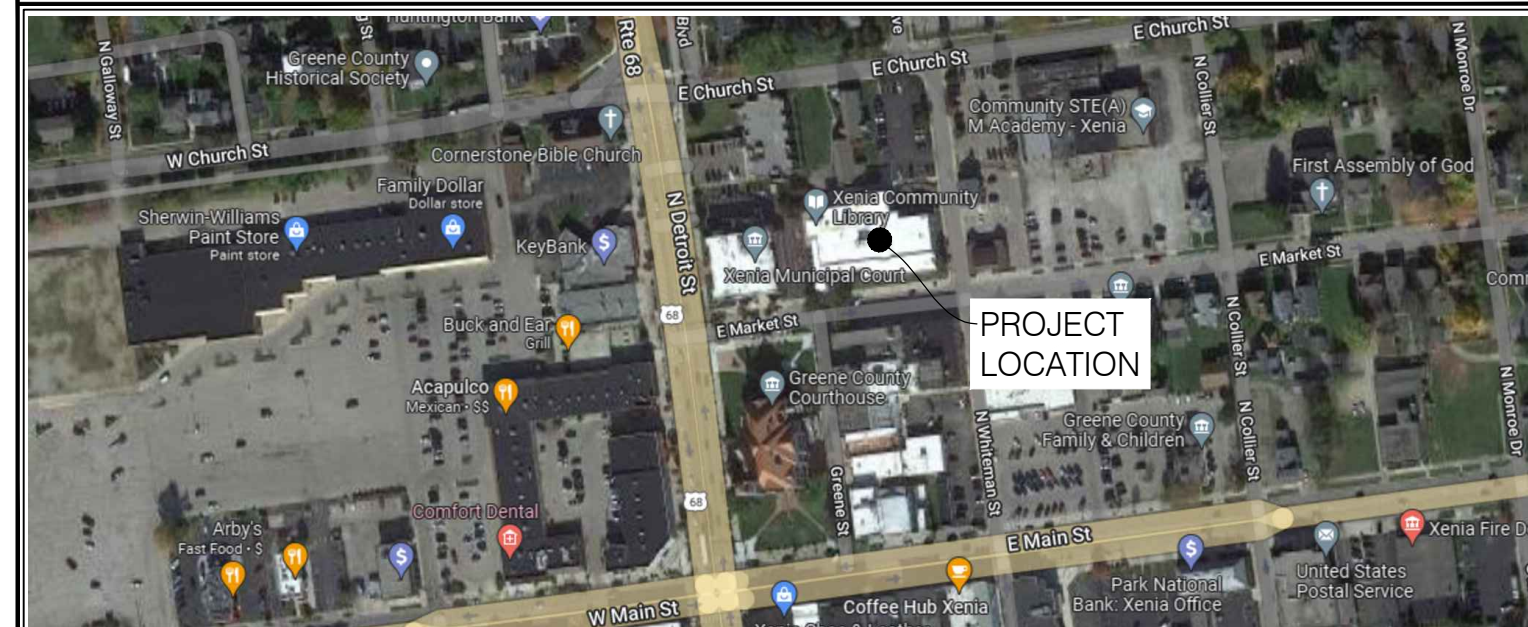 Huntington Bank
Rte 68
Blvd
E Church St
N Monroe Dr
N Galloway St
Greene County
Historical Society
E Church St
N Collier St
E Church St
Community STE(A)
M Academy - Xenia
W Church St
Cornerstone Bible Church
First Assembly of God
Family Dollar
Dollar store
Sherwin-Williams
Paint Store
Paint store
KeyBank
N Detroit St
Xenia Community
Library
Xenia Municipal Court
E Market St
68
E Market St
PROJECT
LOCATION
N Collier St
Buck and Ear
Grill
Acapulco
Mexican · $$
Greene County
Courthouse
Greene County
Family & Children
N Collier St
N Monroe Dr
N Whiteman St
Greene St
68
Comfort Dental
Arby's
Fast Food · $
E Main St
Xenia Fire D
United States
Postal Service
Park National
Bank: Xenia Office
Coffee Hub Xenia
W Main St